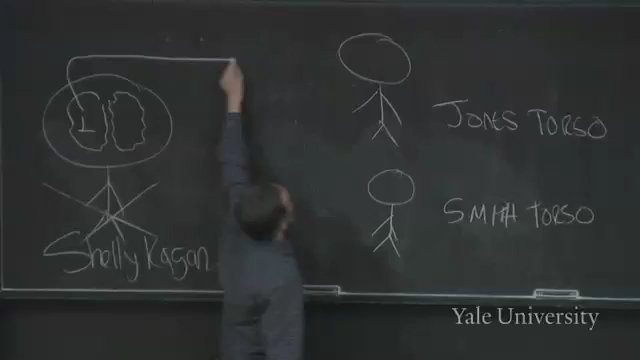 L
JONES TORSO
SMITH TORSO
Shelly Kagan
Yale University